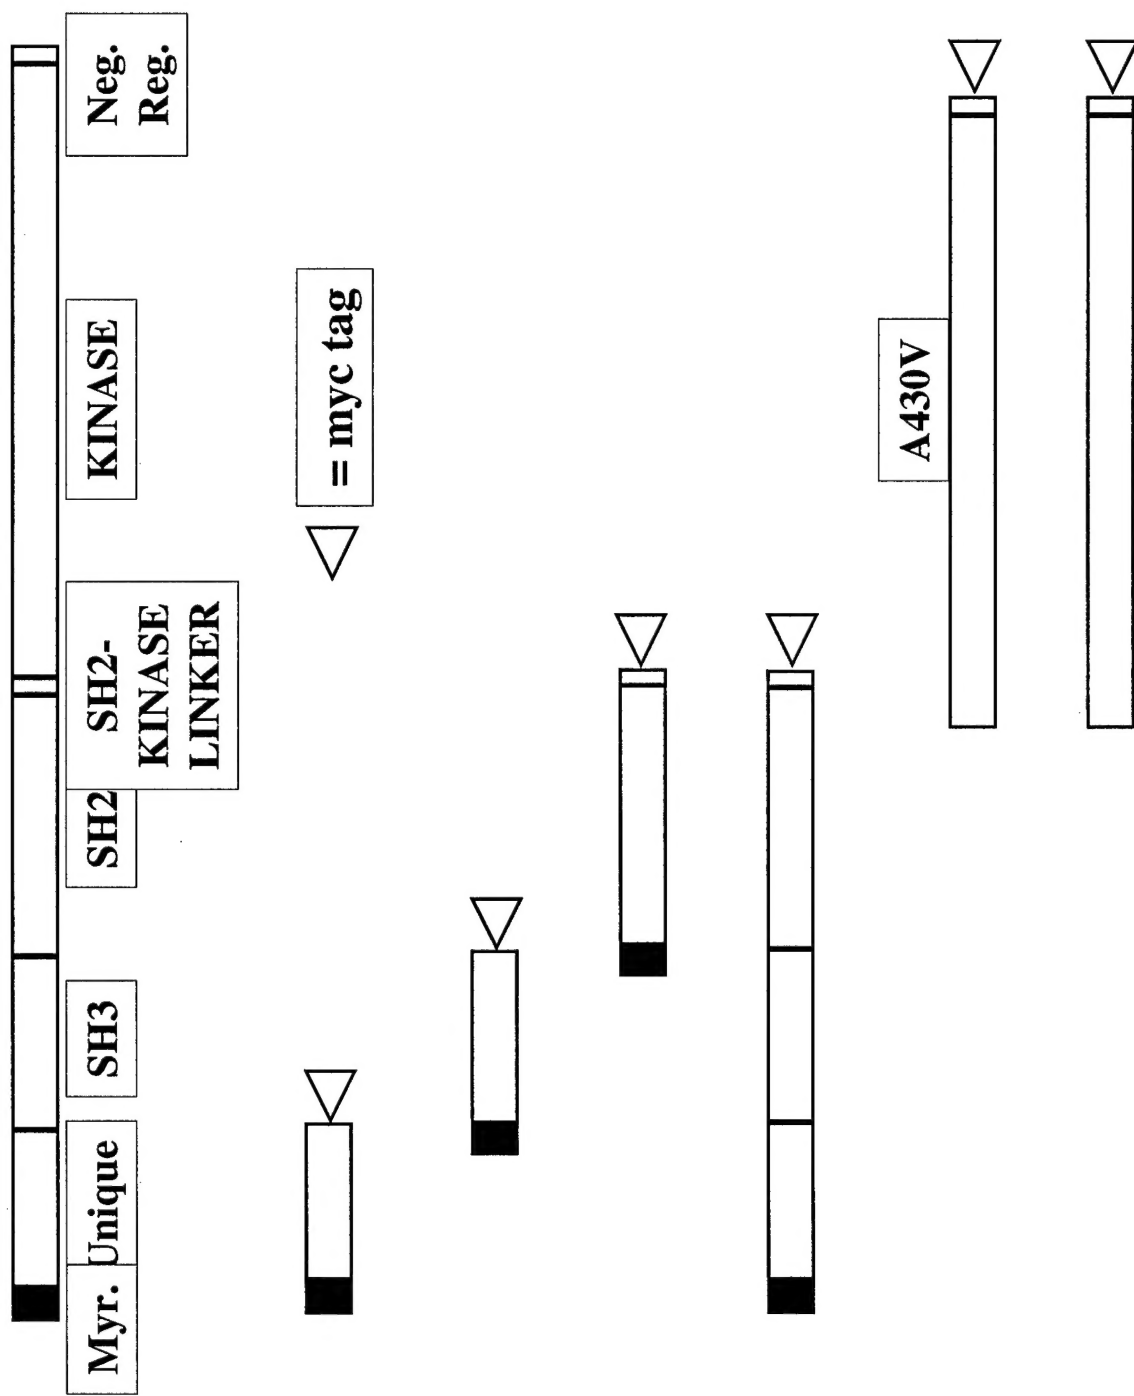 Myr.
Unique
SH3
SH2
SH2-
KINASE
LINKER
KINASE
Neg.
Reg.
= myc tag
A430V